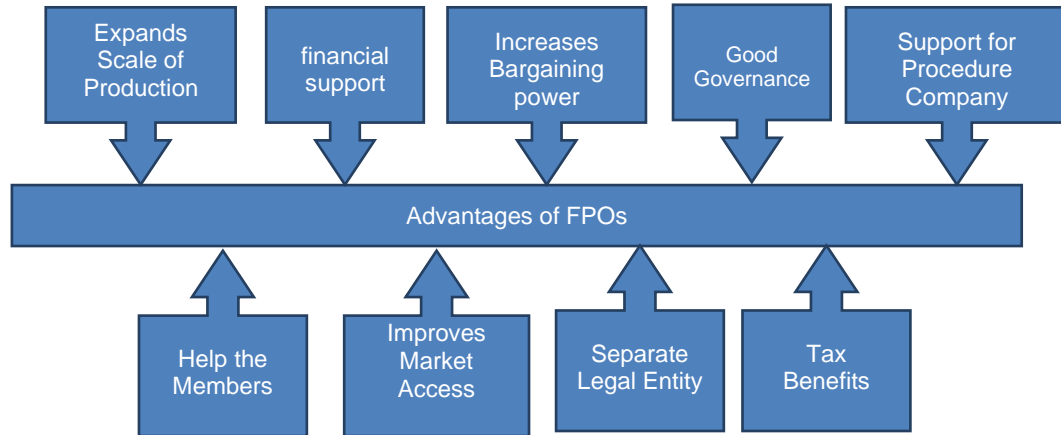 Expands
Scale of
Production
financial
support
Increases
Bargaining
power
Good
Governance
Support for
Procedure
Company
Advantages of FPOs
Help the
Members
Improves
Market
Access
Separate
Legal Entity
Tax
Benefits